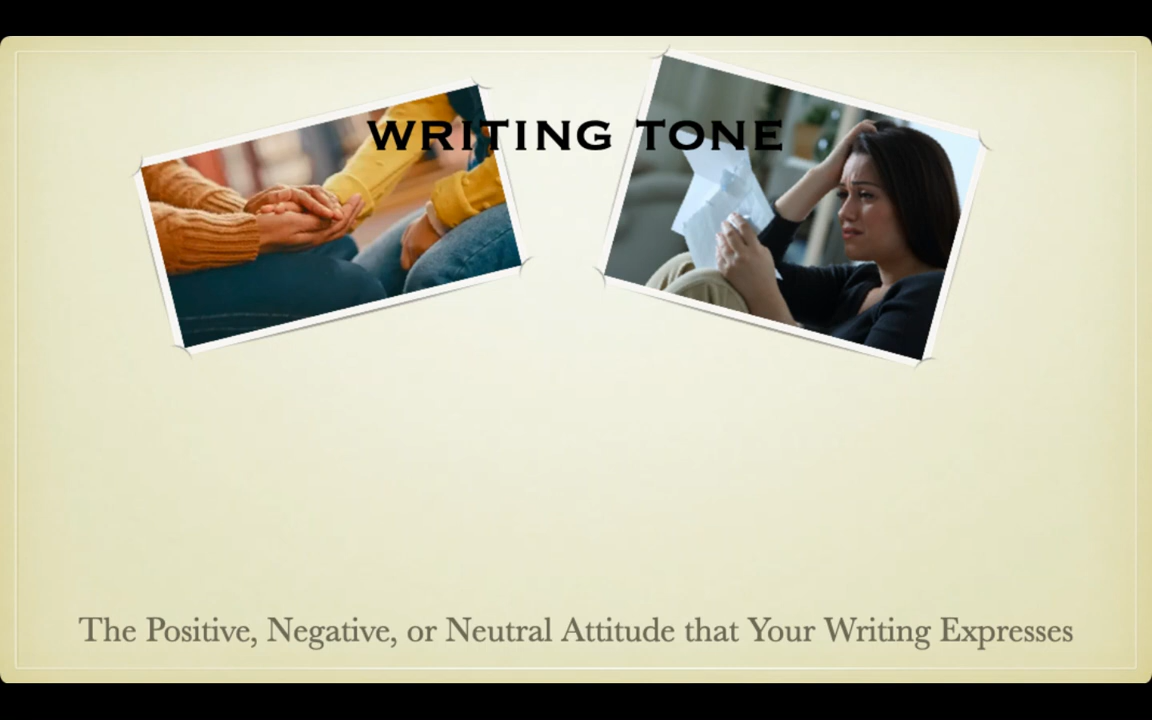 WRITING TONE
The Positive, Negative, or Neutral Attitude that Your Writing Expresses